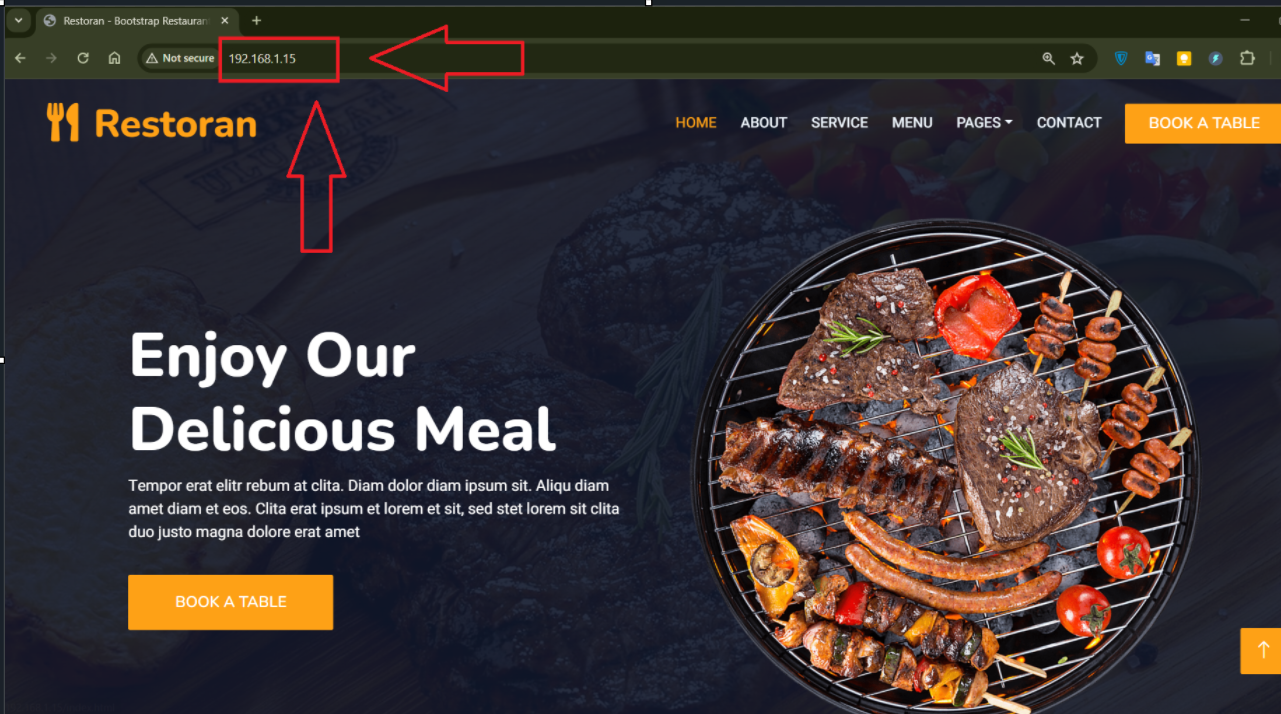 Restoran - Bootstrap Restaurant
Not secure
192.168.1.15
Restoran
HOME
ABOUT
SERVICE
MENU
PAGES
CONTACT
BOOK A TABLE
Enjoy Our
Delicious Meal
Tempor erat elitr rebum at clita. Diam dolor diam ipsum sit. Aliqu diam
amet diam et eos. Clita erat ipsum et lorem et sit, sed stet lorem sit clita
duo justo magna dolore erat amet
BOOK A TABLE